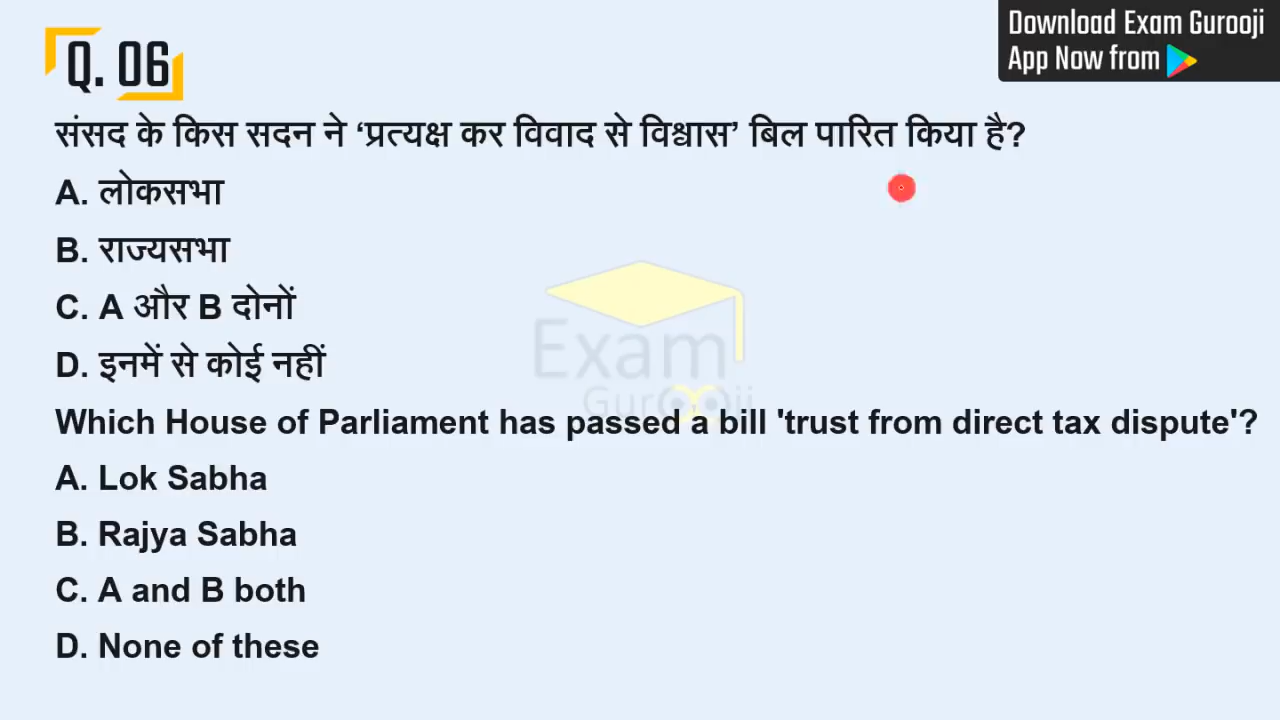 Download Exam Gurooji
App Now from
Q. 06
संसद के किस सदन ने ‘प्रत्यक्ष कर विवाद से विश्वास’ बिल पारित किया है?
A. लोकसभा
B. राज्यसभा
C. A और B दोनों
D. इनमें से कोई नहीं
Exam
Gurooji
Which House of Parliament has passed a bill 'trust from direct tax dispute'?
A. Lok Sabha
B. Rajya Sabha
C. A and B both
D. None of these